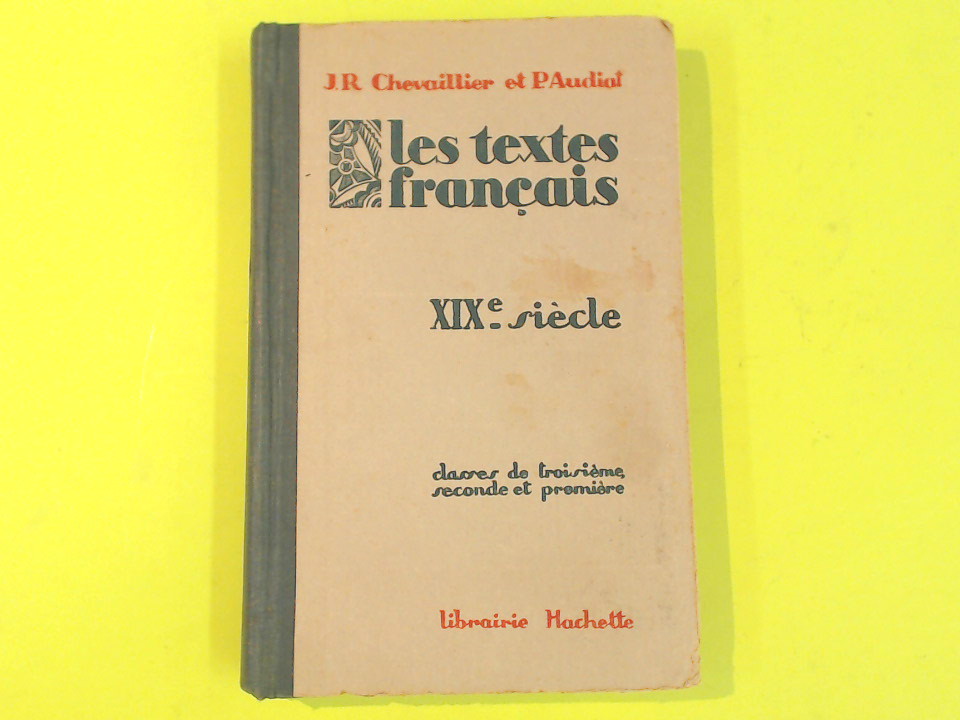 J.R Chevaillier et P.Audiat
les textes
français
XIXe siècle
classes de troisième,
seconde et première
librairie Hachette